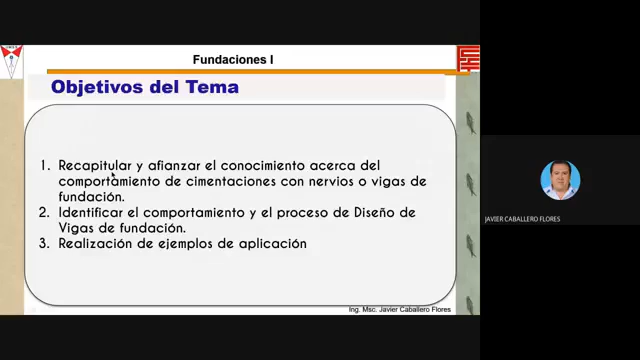 Fundaciones I
Objetivos del Tema
1. Recapitular y afianzar el conocimiento acerca del
comportamiento de cimentaciones con nervios o vigas de
fundación.
2. Identificar el comportamiento y el proceso de Diseño de
Vigas de fundación.
3. Realización de ejemplos de aplicación
Ing. Msc. Javier Caballero Flores
JAVIER CABALLERO FLORES